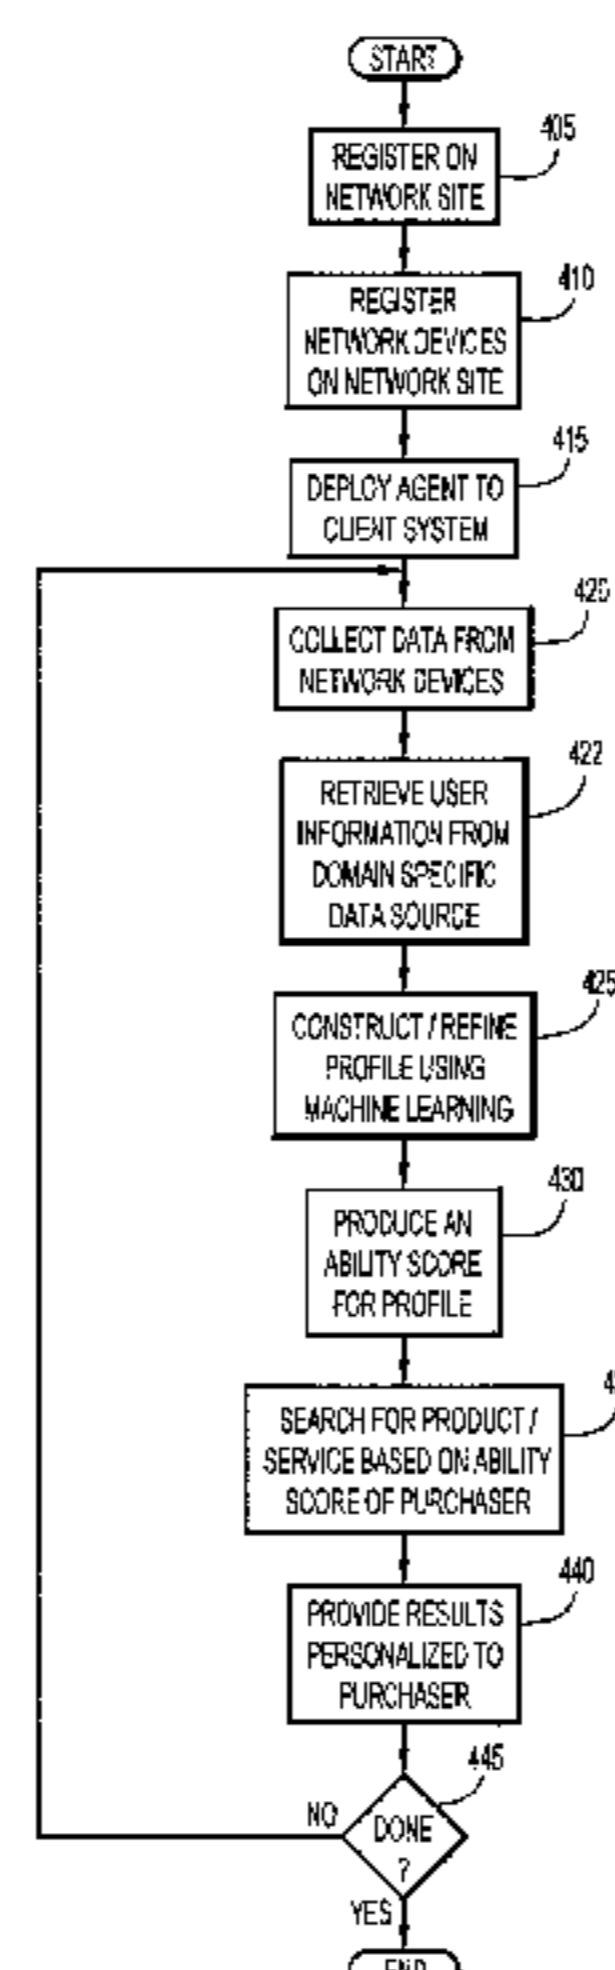 START
405
REGISTER ON
NETWORK SITE
410
REGISTER
NETWORK DEVICES
ON NETWORK SITE
415
DEPLOY AGENT TO
CLIENT SYSTEM
420
COLLECT DATA FROM
NETWORK DEVICES
422
RETRIEVE USER
INFORMATION FROM
DOMAIN SPECIFIC
DATA SOURCE
425
CONSTRUCT / REFINE
PROFILE USING
MACHINE LEARNING
430
PRODUCE AN
ABILITY SCORE
FOR PROFILE
SEARCH FOR PRODUCT /
SERVICE BASED ON ABILITY
SCORE OF PURCHASER
440
PROVIDE RESULTS
PERSONALIZED TO
PURCHASER
445
NO
DONE
?
YES
END